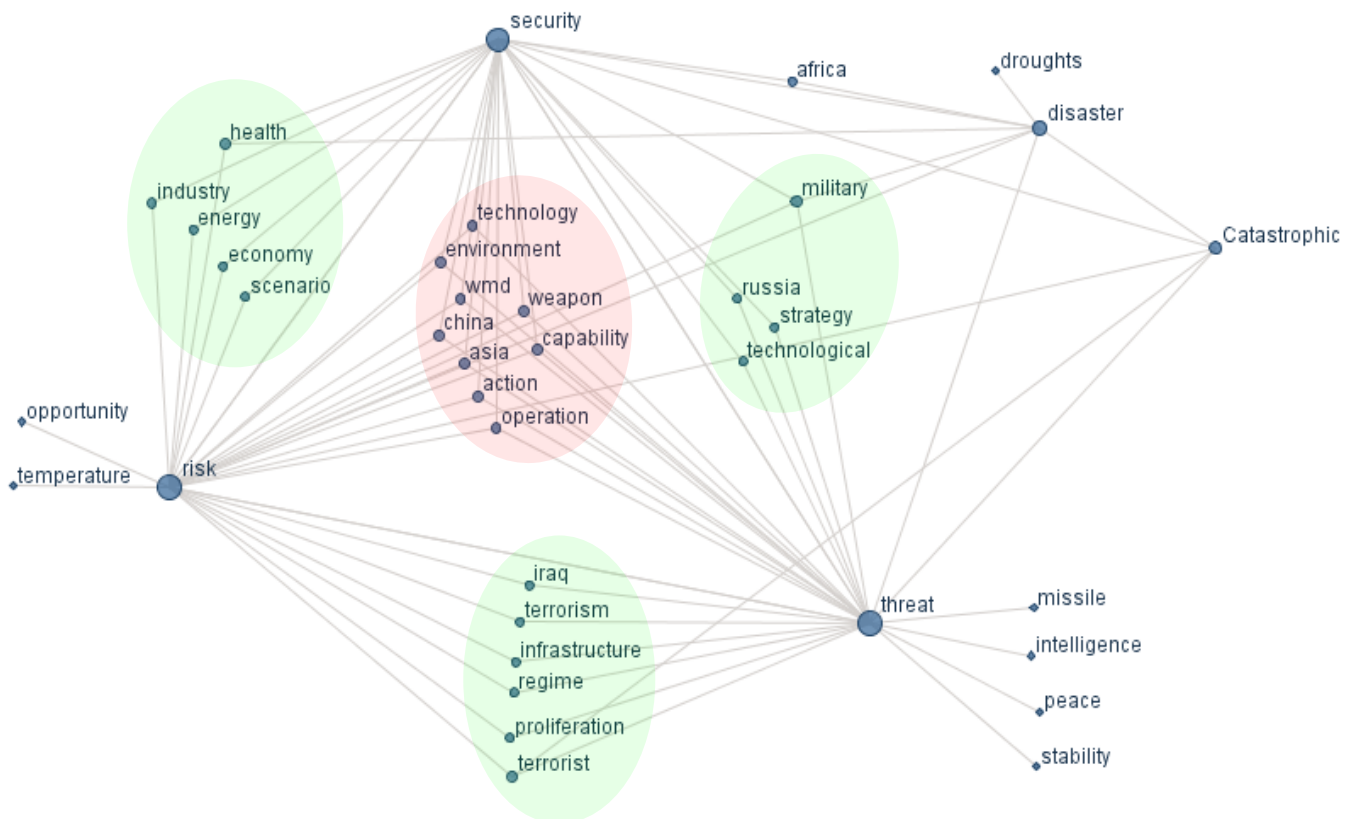 security
africa
droughts
disaster
health
industry
energy
economy
scenario
technology
environment
wmd
weapon
china
capability
asia
action
operation
military
russia
strategy
technological
Catastrophic
opportunity
temperature
risk
iraq
terrorism
infrastructure
regime
proliferation
terrorist
threat
missile
intelligence
peace
stability